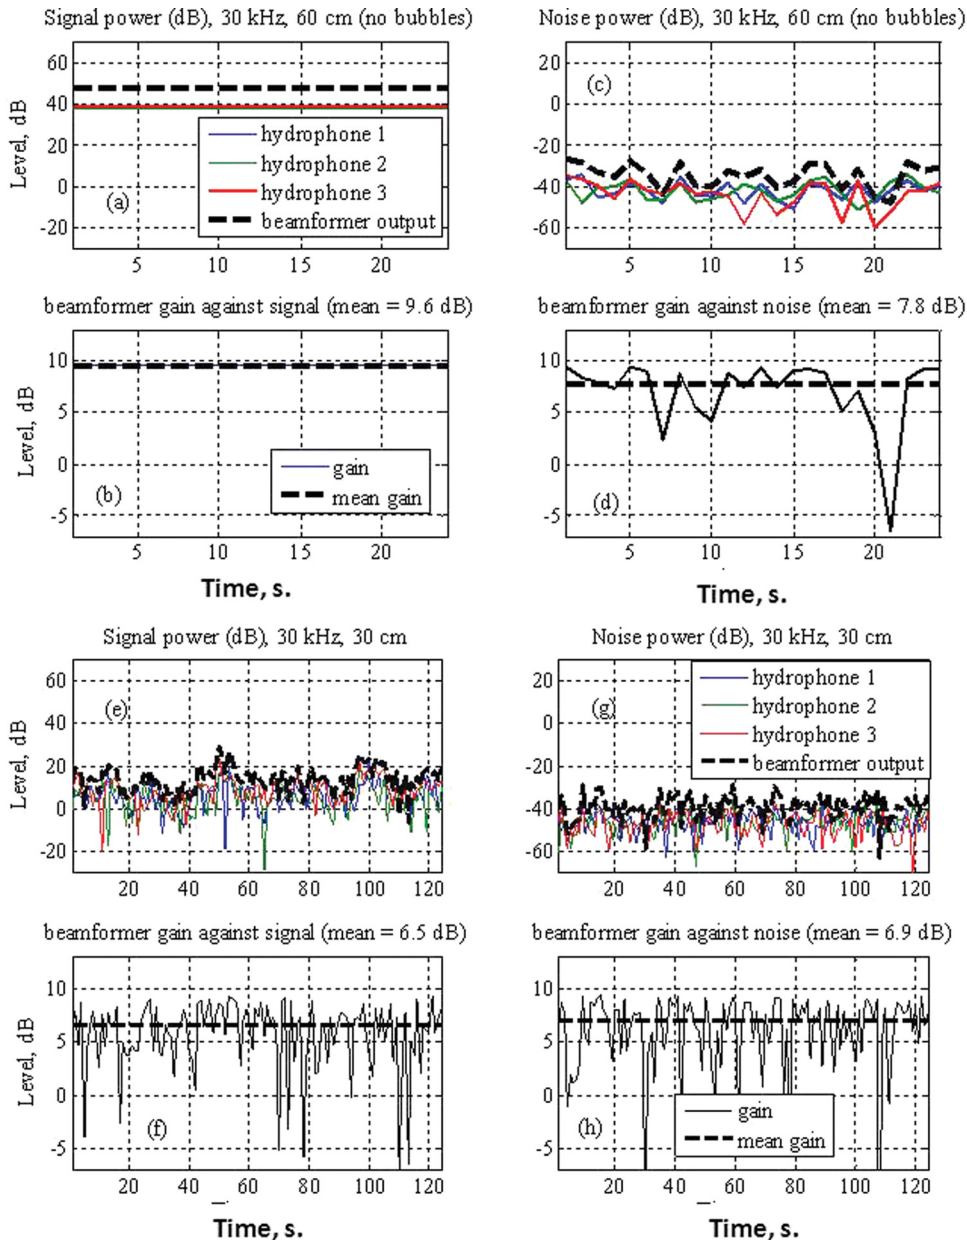 Signal power (dB), 30 kHz, 60 cm (no bubbles)
60
40
20
0
-20
Level, dB
(a)
hydrophone 1
hydrophone 2
hydrophone 3
beamformer output
5 10 15 20
Noise power (dB), 30 kHz, 60 cm (no bubbles)
20
0
-20
-40
-60
(c)
5 10 15 20
beamformer gain against signal (mean = 9.6 dB)
10
5
0
-5
Level, dB
(b)
gain
mean gain
5 10 15 20
Time, s.
beamformer gain against noise (mean = 7.8 dB)
10
5
0
-5
(d)
5 10 15 20
Time, s.
Signal power (dB), 30 kHz, 30 cm
60
40
20
0
-20
Level, dB
(e)
20 40 60 80 100 120
Noise power (dB), 30 kHz, 30 cm
20
0
-20
-40
-60
(g)
hydrophone 1
hydrophone 2
hydrophone 3
beamformer output
20 40 60 80 100 120
beamformer gain against signal (mean = 6.5 dB)
10
5
0
-5
Level, dB
(f)
20 40 60 80 100 120
Time, s.
beamformer gain against noise (mean = 6.9 dB)
10
5
0
-5
(h)
gain
mean gain
20 40 60 80 100 120
Time, s.